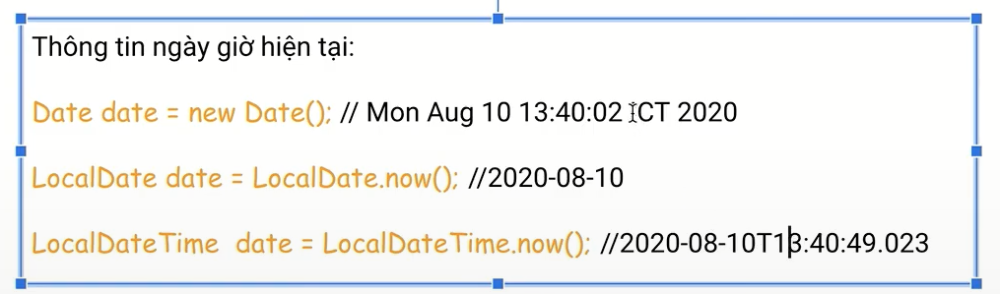 Thông tin ngày giờ hiện tại:
Date date = new Date(); // Mon Aug 10 13:40:02 ICT 2020
LocalDate date = LocalDate.now(); //2020-08-10
LocalDateTime  date = LocalDateTime.now(); //2020-08-10T13:40:49.023